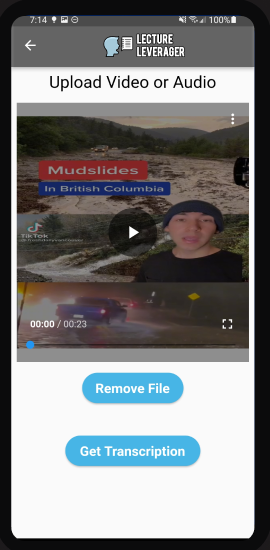 7:14
100%
LECTURE
LEVERAGER
Upload Video or Audio
Mudslides
In British Columbia
TikTok
00:00 / 00:23
Remove File
Get Transcription